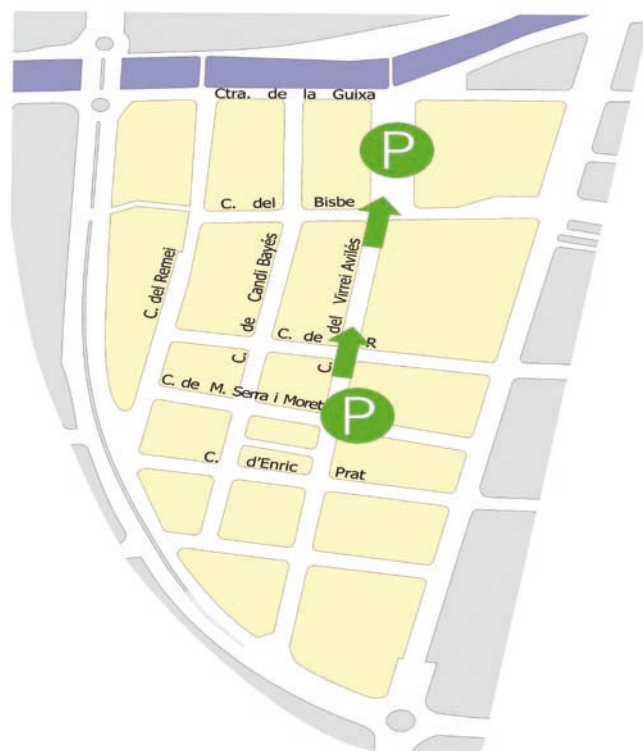 Ctra. de la Guixa
P
C. del Bisbe
C. del Remei
C. de Candi Bayés
C. del Virrei Avilés
C. de R
C. de M. Serra i Moret
P
C. d'Enric Prat